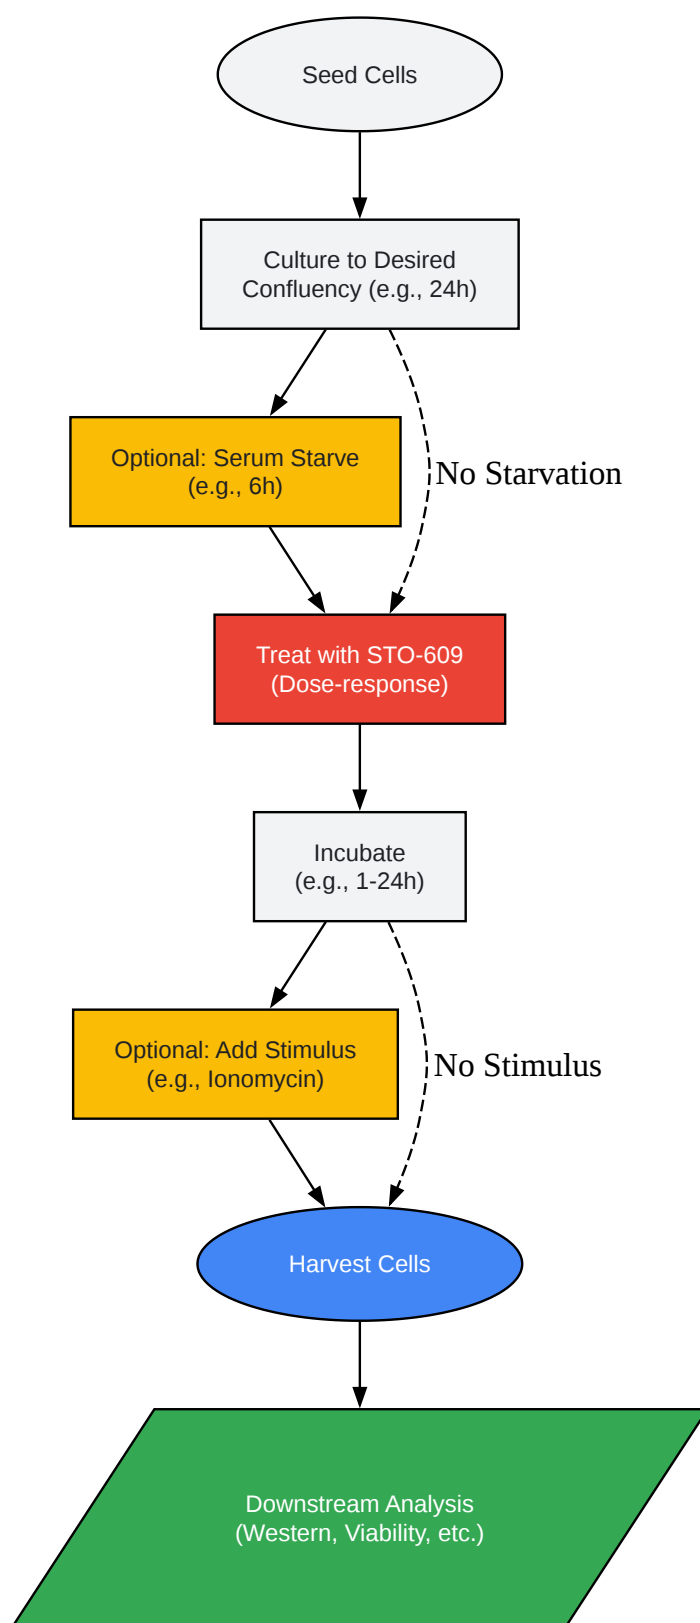 Seed Cells
Culture to Desired
Confluency (e.g., 24h)
Optional: Serum Starve
(e.g., 6h)
No Starvation
Treat with STO-609
(Dose-response)
Incubate
(e.g., 1-24h)
Optional: Add Stimulus
(e.g., Ionomycin)
No Stimulus
Harvest Cells
Downstream Analysis
(Western, Viability, etc.)